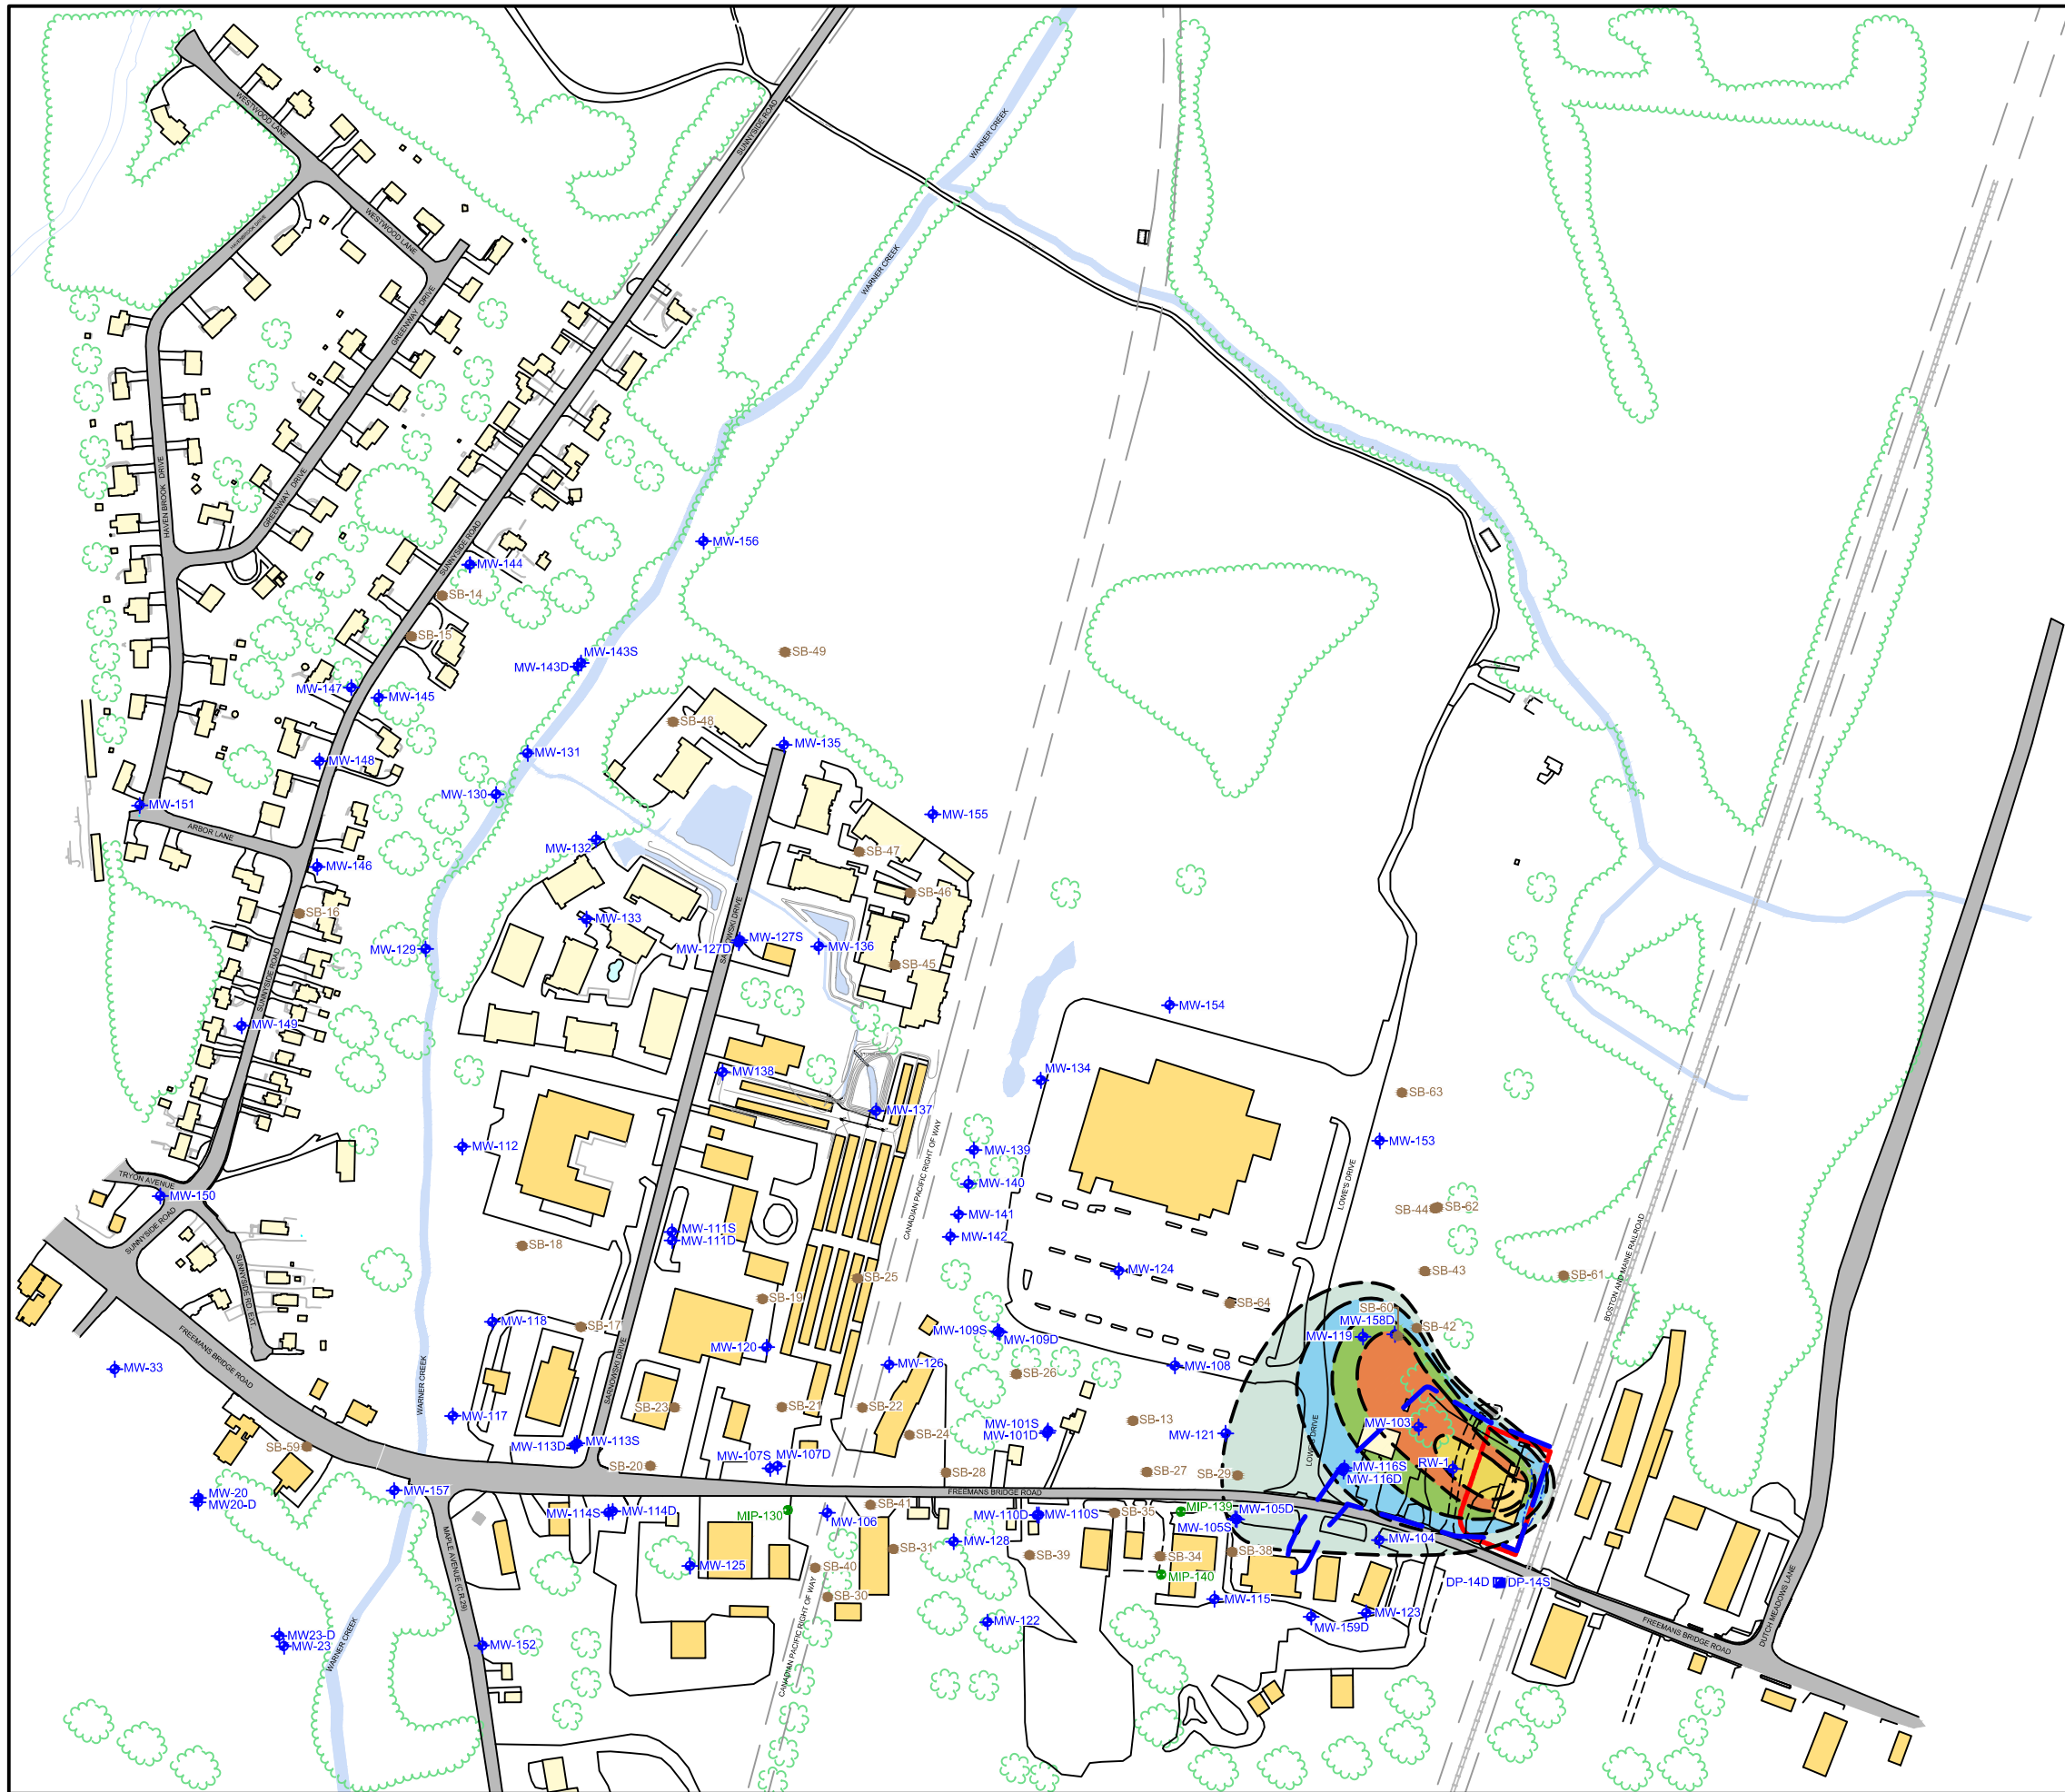 WESTWOOD LANE
SUNNYSIDE ROAD
WARNER CREEK
WESTWOOD LANE
HAVENBROOK DRIVE
WARNER CREEK
GREENWAY DRIVE
HAVEN BROOK DRIVE
GREENWAY DRIVE
SUNNYSIDE ROAD
MW-156
MW-144
SB-14
SB-15
MW-143S
MW-143D
SB-49
MW-147
MW-145
SB-48
MW-135
MW-131
MW-148
MW-130
MW-151
MW-155
ARBOR LANE
MW-132
SB-47
MW-146
SB-46
SB-16
MW-133
MW-127S
MW-127D
MW-136
MW-129
SB-45
SUNNYSIDE ROAD
MW-154
MW-149
MW138
MW-134
SB-63
MW-137
MW-153
MW-112
MW-139
CANADIAN PACIFIC RIGHT OF WAY
TRYON AVENUE
MW-140
MW-150
LOWE'S DRIVE
SB-44
SB-62
MW-141
SUNNYSIDE ROAD
MW-111S
MW-111D
MW-142
SB-18
BOSTON AND MAINE RAILROAD
MW-124
SB-43
SB-61
SB-25
SUNNYSIDE RD. EXT.
SB-19
SB-64
SB-60
MW-118
SB-17
MW-158D
SB-42
MW-109S
MW-109D
MW-119
FREEMANS BRIDGE ROAD
MW-120
MW-126
MW-108
MW-33
SB-26
WARNER CREEK
SARNOWSKI DRIVE
SB-23
SB-21
SB-22
MW-117
SB-13
MW-103
MW-101S
MW-101D
MW-121
SB-24
LOWE'S DRIVE
SB-59
MW-113D
MW-113S
SB-20
MW-107S
MW-107D
SB-28
SB-27
SB-29
MW-116S
MW-116D
RW-1
MW-157
FREEMANS BRIDGE ROAD
MW-20
MW20-D
MW-114S
MW-114D
MIP-130
MW-106
SB-41
MW-110D
MW-110S
SB-35
MIP-139
MW-105D
MW-105S
MW-104
MAPLE AVENUE (C.R.29)
MW-128
SB-31
SB-39
SB-34
SB-38
MW-125
SB-40
MIP-140
DP-14D
DP-14S
SB-30
MW-115
MW-122
MW-159D
MW-123
CANADIAN PACIFIC RIGHT OF WAY
MW23-D
MW-23
MW-152
WARNER CREEK
FREEMANS BRIDGE ROAD
DUTCH MEADOWS LANE